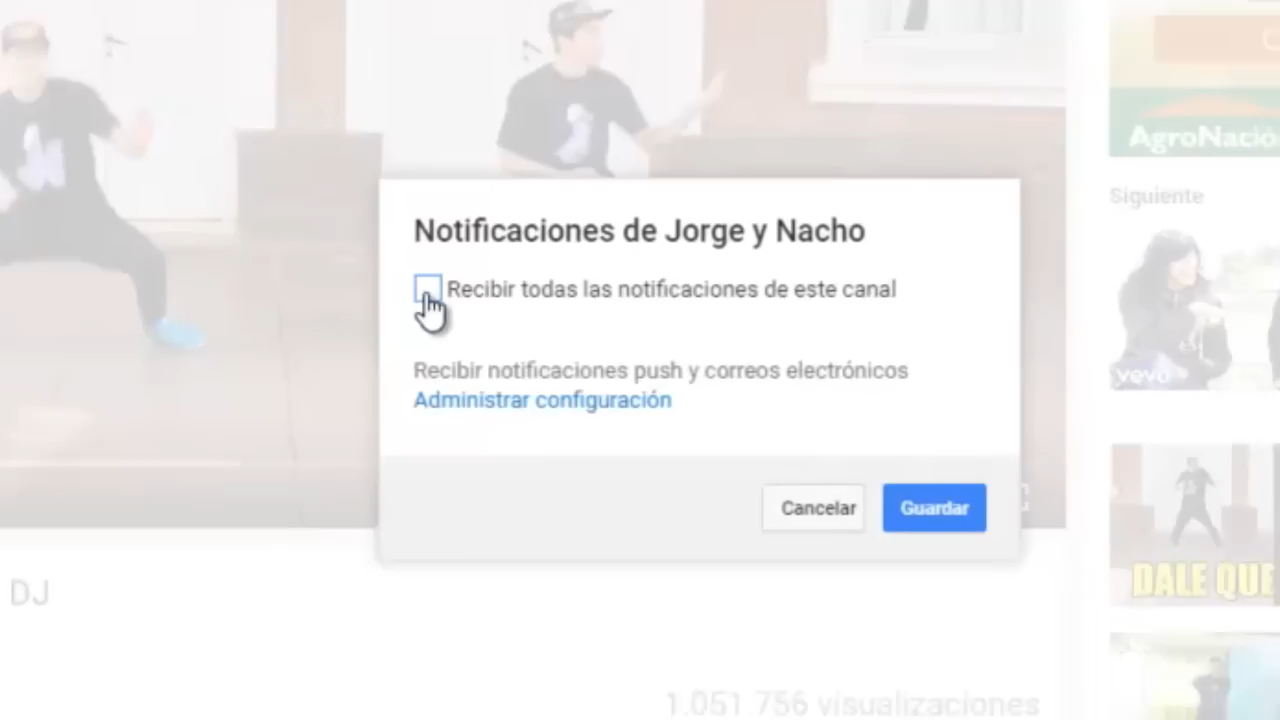 AgroNació
Siguiente
Notificaciones de Jorge y Nacho
Recibir todas las notificaciones de este canal
Recibir notificaciones push y correos electrónicos
Administrar configuración
vevo
Cancelar
Guardar
DALE QUE
DJ
1.051.756 visualizaciones